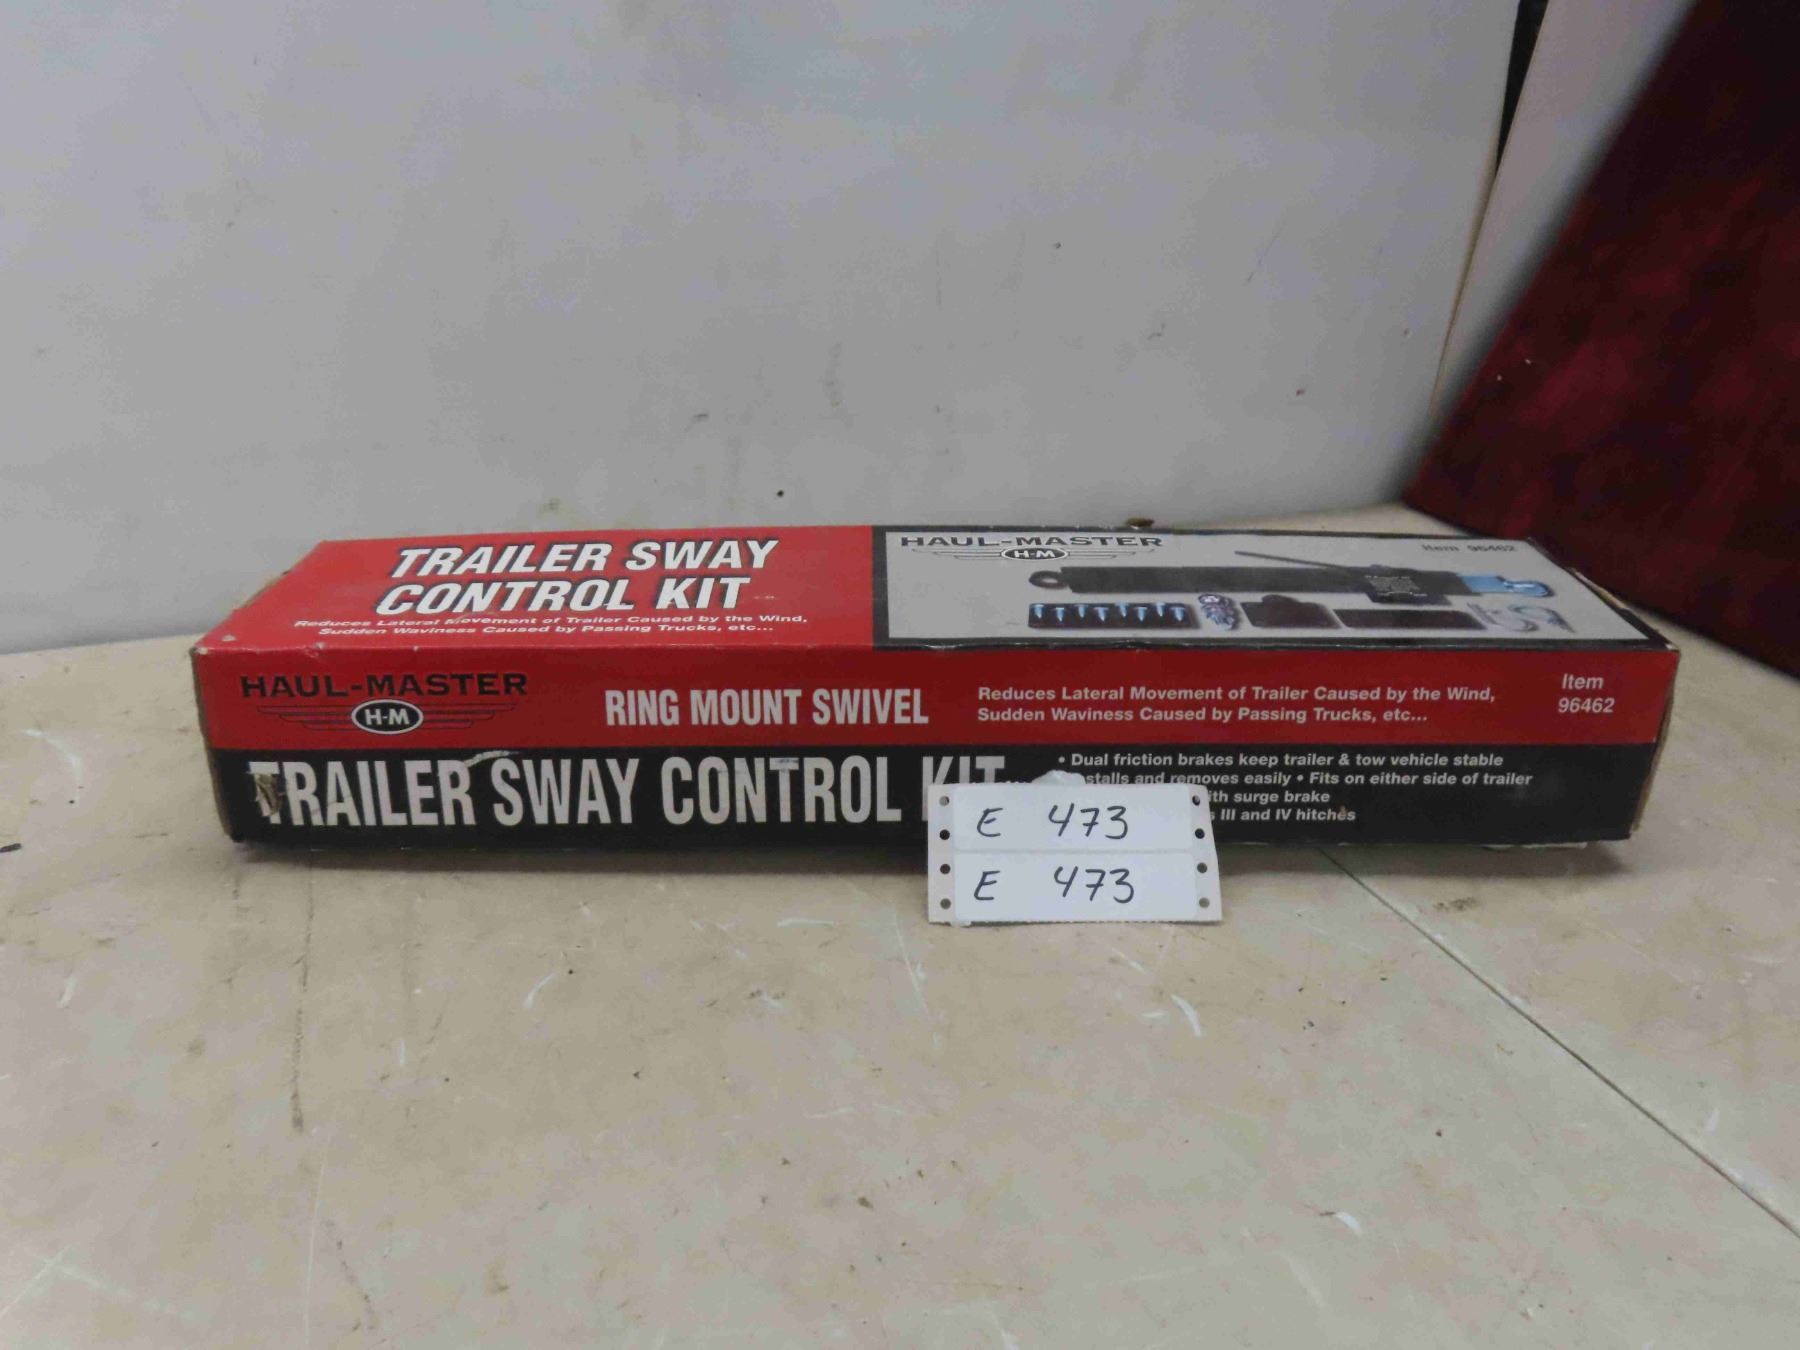 TRAILER SWAY
CONTROL KIT
Reduces Lateral Movement of Trailer Caused by the Wind,
Sudden Waviness Caused by Passing Trucks, etc...
HAUL-MASTER
H-M
Item 96462
HAUL-MASTER
H-M
RING MOUNT SWIVEL
Reduces Lateral Movement of Trailer Caused by the Wind,
Sudden Waviness Caused by Passing Trucks, etc...
Item
96462
TRAILER SWAY CONTROL KIT
• Dual friction brakes keep trailer & tow vehicle stable
and removes easily • Fits on either side of trailer
surge brake
III and IV hitches
E 473
E 473